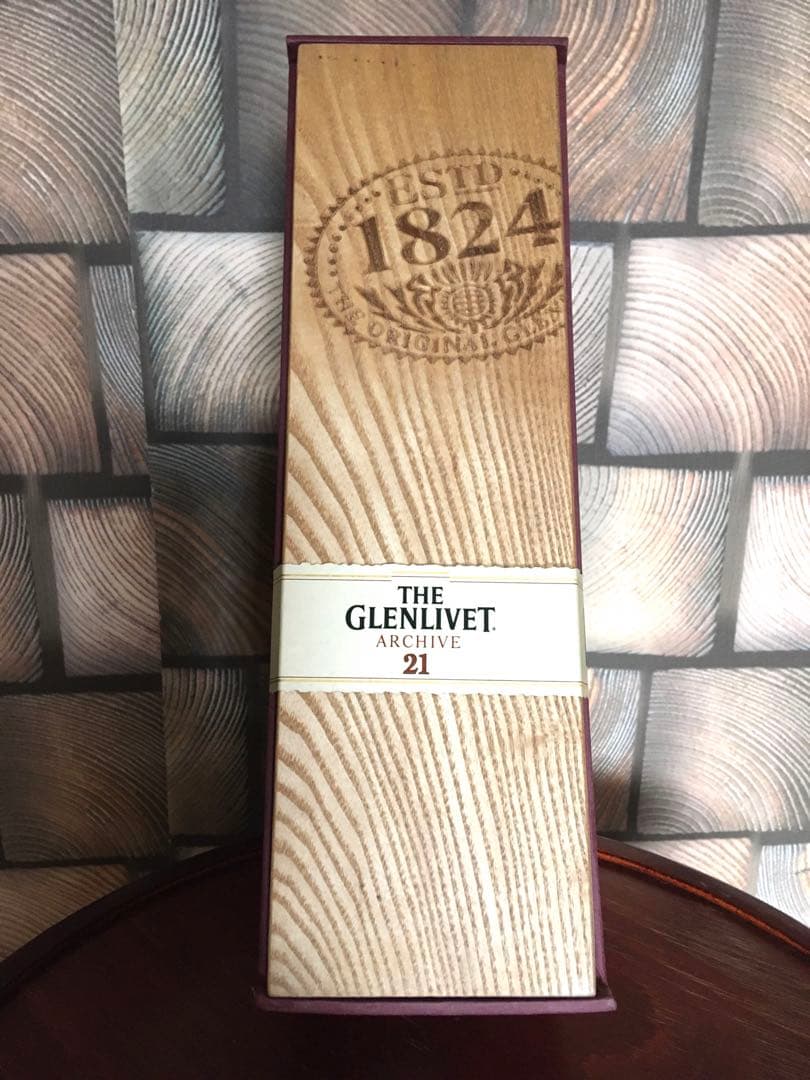 ESTD
1824
THE ORIGINAL
THE
GLENLIVET.
ARCHIVE
21